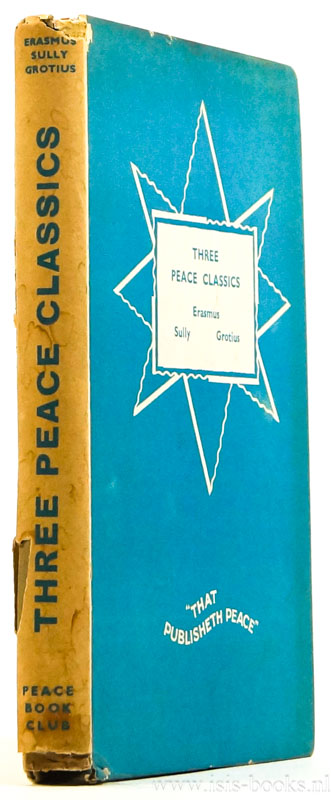 ERASMUS
SULLY
GROTIUS
THREE PEACE CLASSICS
PEACE
BOOK
CLUB
THREE
PEACE CLASSICS
Erasmus
Sully Grotius
"THAT
PUBLISHETH PEACE"
www.isis-books.nl